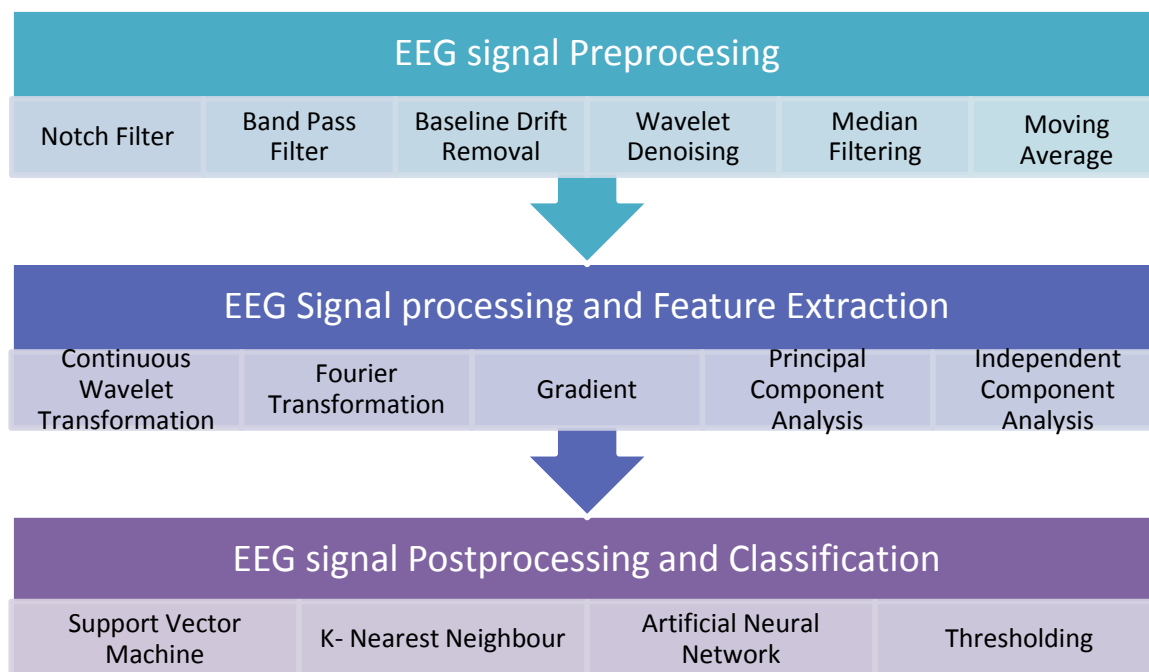 EEG signal Preprocesing
Notch Filter
Band Pass
Filter
Baseline Drift
Removal
Wavelet
Denoising
Median
Filtering
Moving
Average
EEG Signal processing and Feature Extraction
Continuous
Wavelet
Transformation
Fourier
Transformation
Gradient
Principal
Component
Analysis
Independent
Component
Analysis
EEG signal Postprocessing and Classification
Support Vector
Machine
K- Nearest Neighbour
Artificial Neural
Network
Thresholding